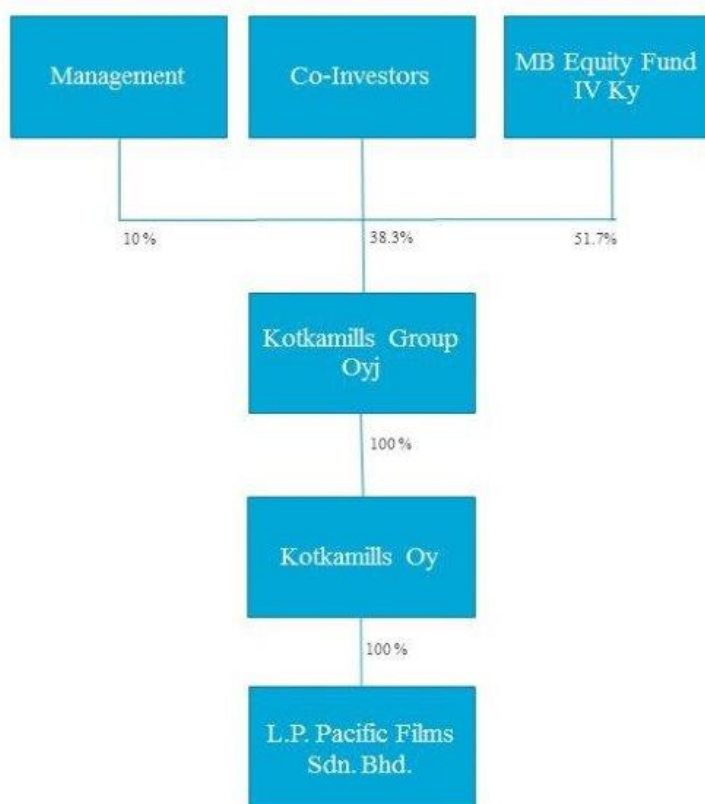 Management
Co-Investors
MB Equity Fund
IV Ky
10 %
38.3%
51.7%
Kotkamills Group
Oyj
100 %
Kotkamills Oy
100 %
L.P. Pacific Films
Sdn. Bhd.